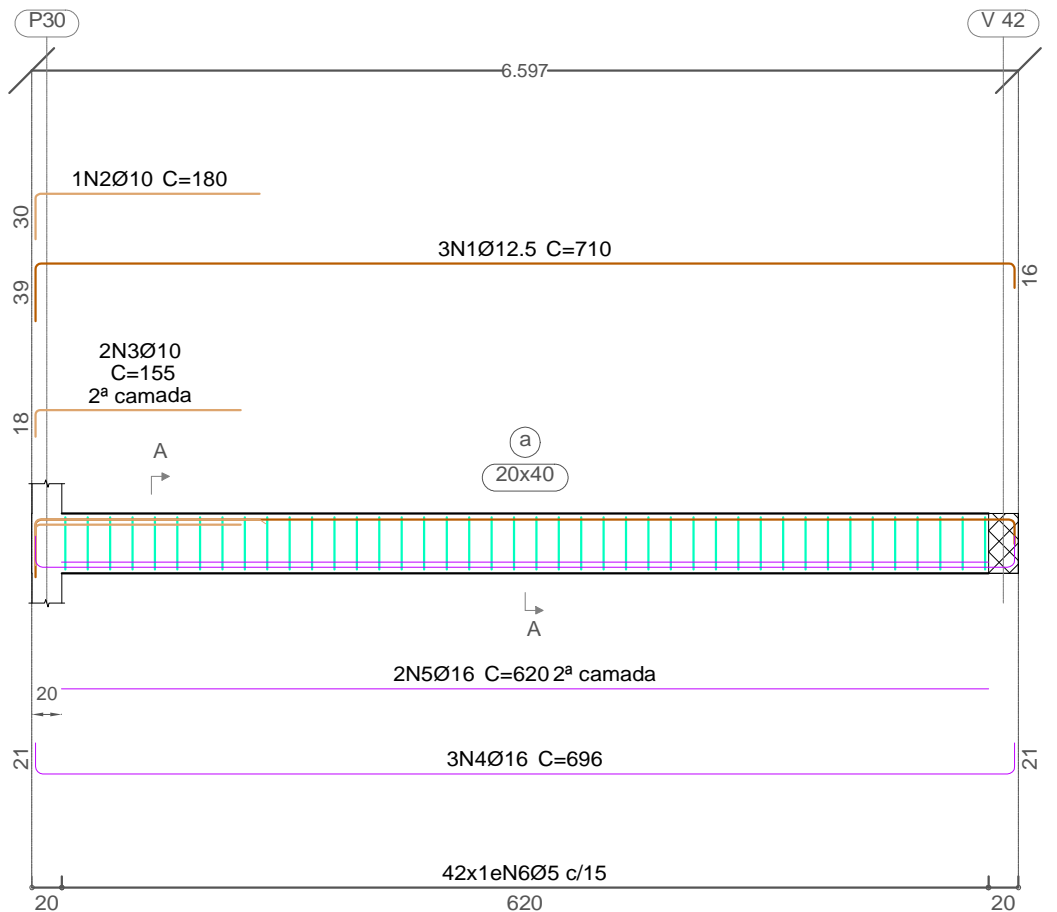 P30
V 42
6.597
1N2Ø10 C=180
30
3N1Ø12.5 C=710
39
16
2N3Ø10
C=155
2ª camada
18
A
a
20x40
A
2N5Ø16 C=620 2ª camada
20
21
3N4Ø16 C=696
21
42x1eN6Ø5 c/15
20
620
20